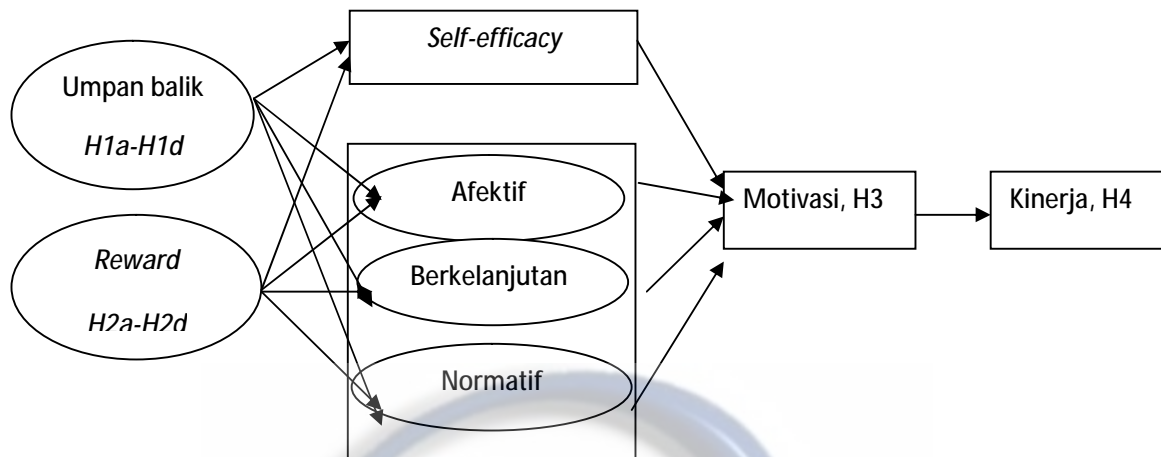 Self-efficacy
Umpan balik
H1a-H1d
Afektif
Motivasi, H3
Kinerja, H4
Reward
Berkelanjutan
H2a-H2d
Normatif